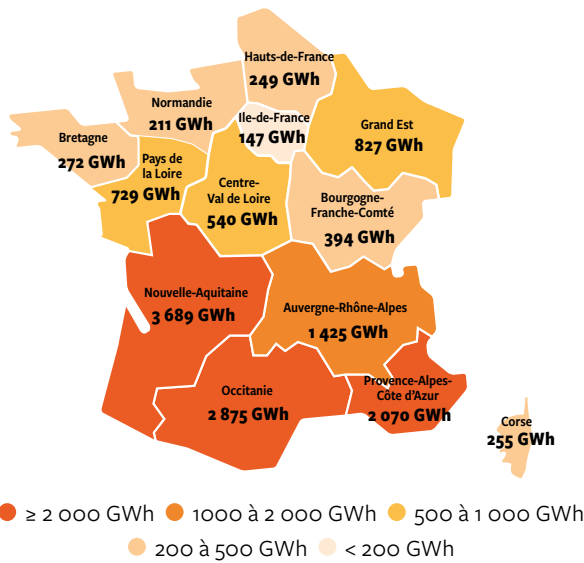 Hauts-de-France
249 GWh
Normandie
211 GWh
Ile-de-France
147 GWh
Grand Est
827 GWh
Bretagne
272 GWh
Pays de
la Loire
729 GWh
Centre-
Val de Loire
540 GWh
Bourgogne-
Franche-Comté
394 GWh
Nouvelle-Aquitaine
3 689 GWh
Auvergne-Rhône-Alpes
1 425 GWh
Occitanie
2 875 GWh
Provence-Alpes-
Côte d'Azur
2 070 GWh
Corse
255 GWh
≥ 2 000 GWh 1000 à 2 000 GWh 500 à 1 000 GWh
200 à 500 GWh < 200 GWh